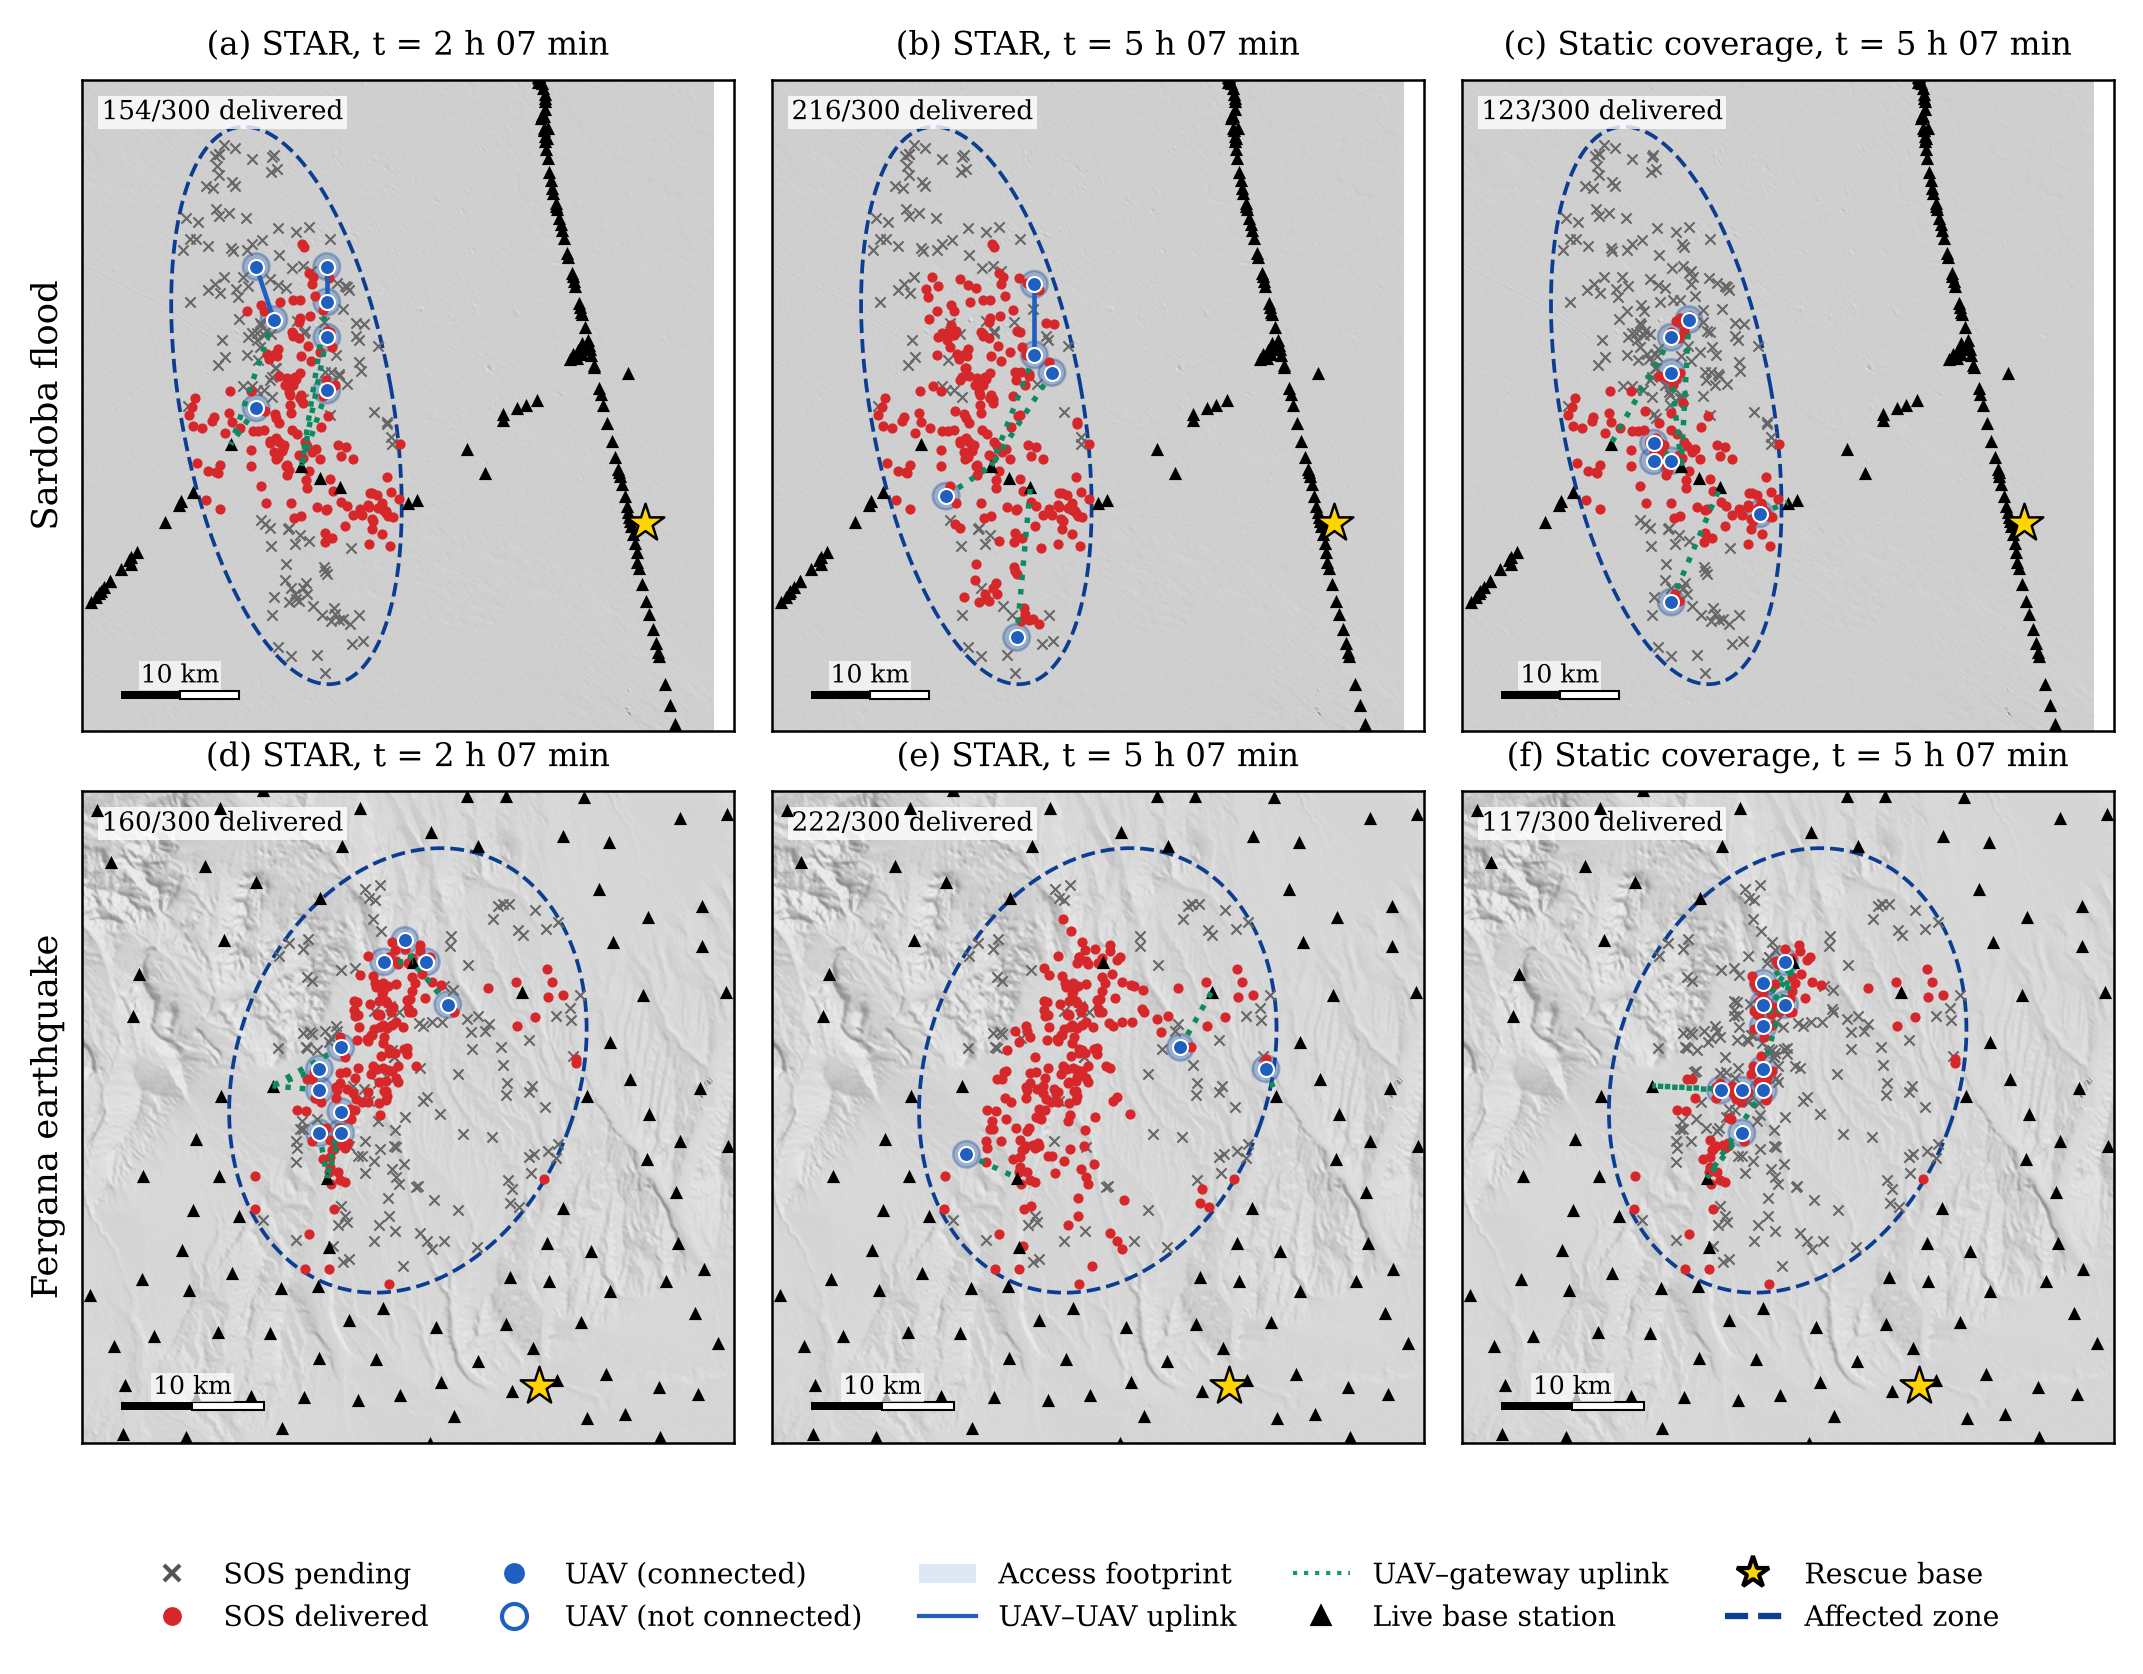 (a) STAR, t = 2 h 07 min
(b) STAR, t = 5 h 07 min
(c) Static coverage, t = 5 h 07 min
154/300 delivered
216/300 delivered
123/300 delivered
Sardoba flood
10 km
10 km
10 km
(d) STAR, t = 2 h 07 min
(e) STAR, t = 5 h 07 min
(f) Static coverage, t = 5 h 07 min
160/300 delivered
222/300 delivered
117/300 delivered
Fergana earthquake
10 km
10 km
10 km
SOS pending
UAV (connected)
Access footprint
UAV–gateway uplink
Rescue base
SOS delivered
UAV (not connected)
UAV–UAV uplink
Live base station
Affected zone